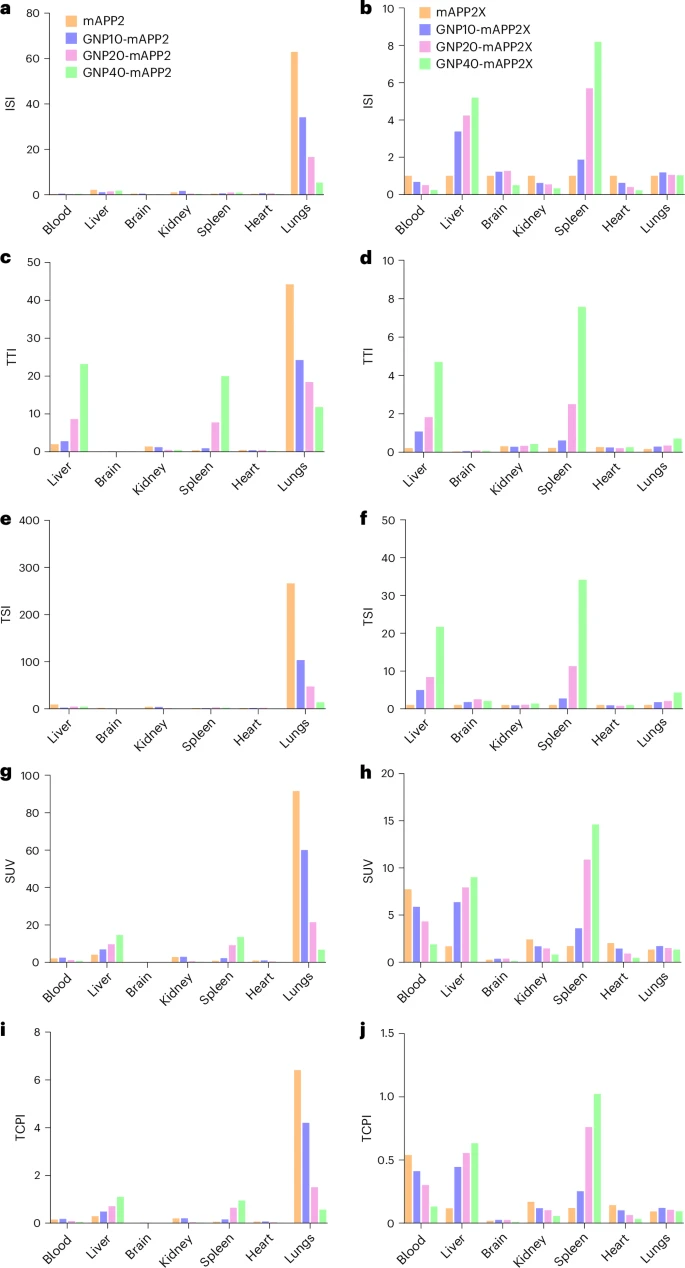 a
80
60
40
20
0
ISI
mAPP2
GNP10-mAPP2
GNP20-mAPP2
GNP40-mAPP2
Blood
Liver
Brain
Kidney
Spleen
Heart
Lungs
b
10
8
6
4
2
0
ISI
mAPP2X
GNP10-mAPP2X
GNP20-mAPP2X
GNP40-mAPP2X
Blood
Liver
Brain
Kidney
Spleen
Heart
Lungs
c
50
40
30
20
10
0
TTI
Liver
Brain
Kidney
Spleen
Heart
Lungs
d
10
8
6
4
2
0
TTI
Liver
Brain
Kidney
Spleen
Heart
Lungs
e
400
300
200
100
0
TSI
Liver
Brain
Kidney
Spleen
Heart
Lungs
f
50
40
30
20
10
0
TSI
Liver
Brain
Kidney
Spleen
Heart
Lungs
g
100
80
60
40
20
0
SUV
Blood
Liver
Brain
Kidney
Spleen
Heart
Lungs
h
20
15
10
5
0
SUV
Blood
Liver
Brain
Kidney
Spleen
Heart
Lungs
i
8
6
4
2
0
TCPI
Blood
Liver
Brain
Kidney
Spleen
Heart
Lungs
j
1.5
1.0
0.5
0
TCPI
Blood
Liver
Brain
Kidney
Spleen
Heart
Lungs